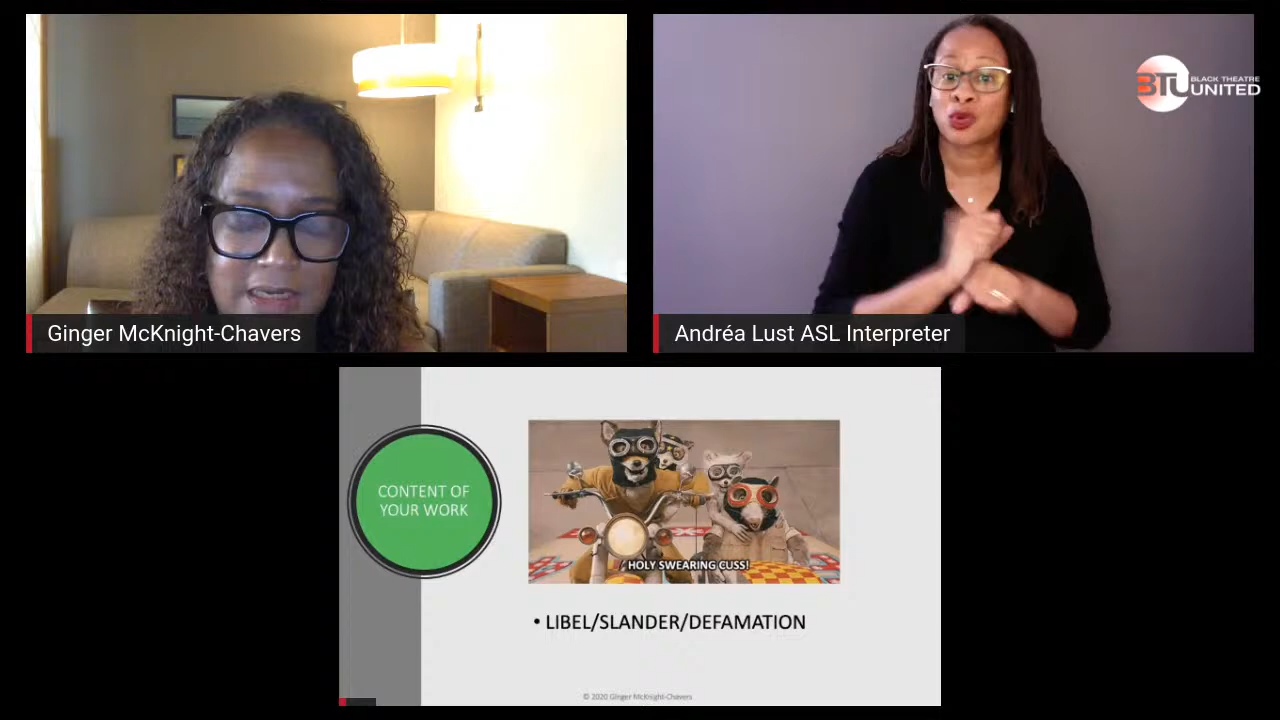 BTU BLACK THEATRE
UNITED
Ginger McKnight-Chavers
Andréa Lust ASL Interpreter
CONTENT OF
YOUR WORK
HOLY SWEARING CUSS!
• LIBEL/SLANDER/DEFAMATION
© 2020 Ginger McKnight-Chavers